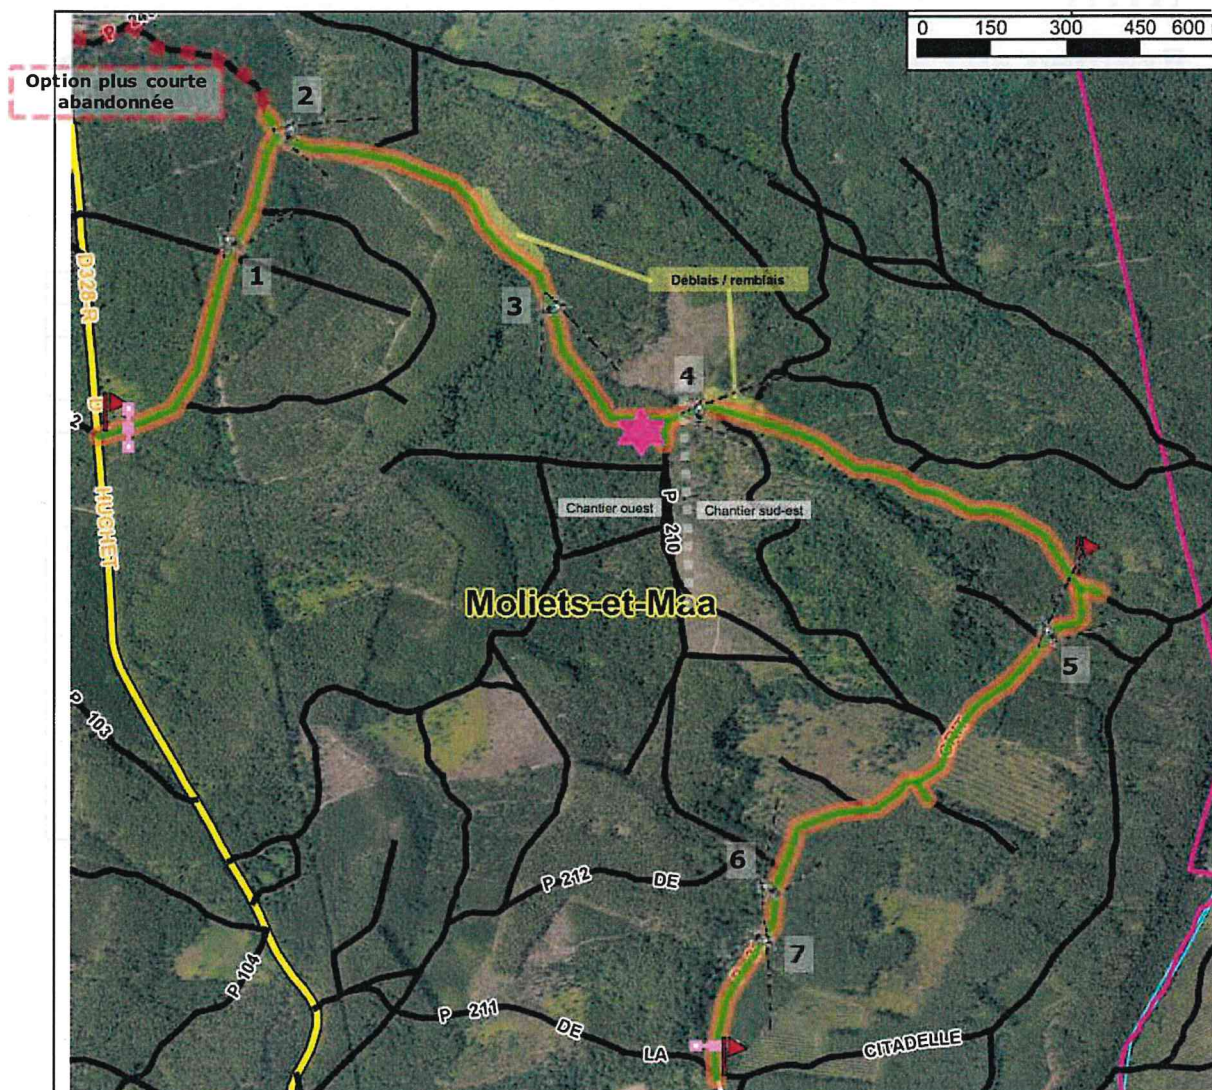 0 150 300 450 600
Option plus courte
abandonnée
2
1
D328-R
3
Déblais / remblais
4
D
HUCHET
P 210
Chantier ouest
Chantier sud-est
Moliets-et-Maa
5
P 103
6
P 212 DE
7
P 104
P 211 DE LA CITADELLE